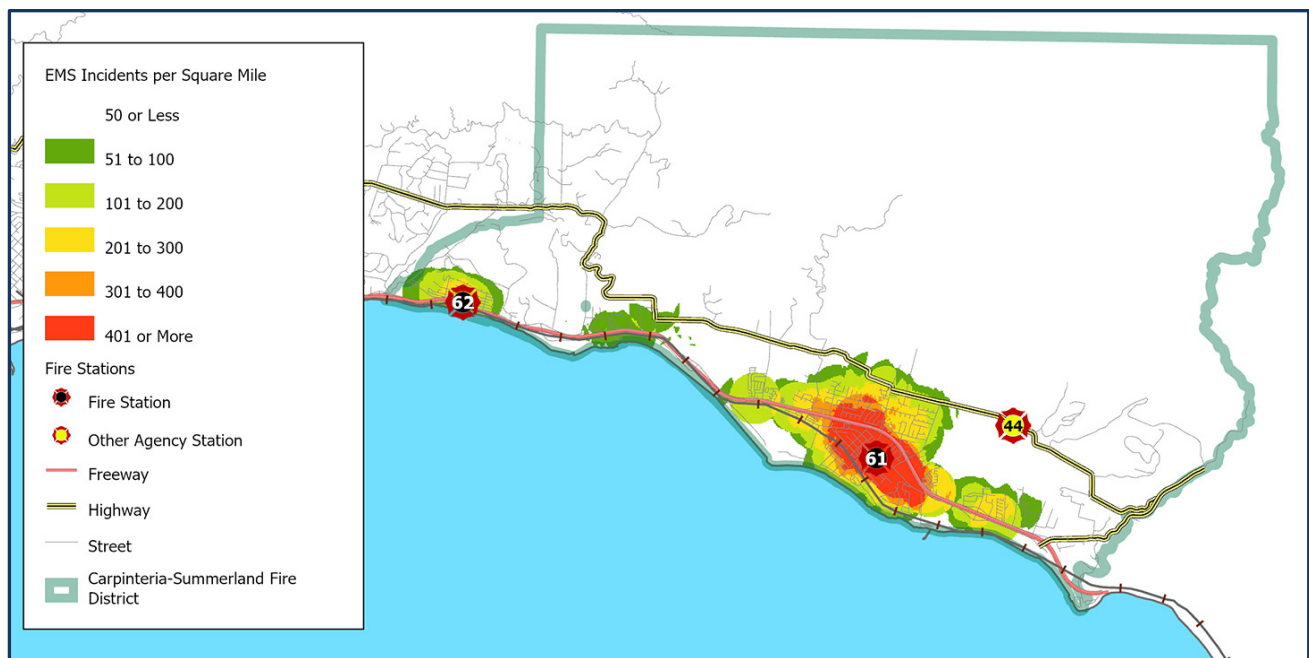 EMS Incidents per Square Mile
50 or Less
51 to 100
101 to 200
201 to 300
301 to 400
401 or More
Fire Stations
Fire Station
Other Agency Station
Freeway
Highway
Street
Carpinteria-Summerland Fire
District
62
44
61